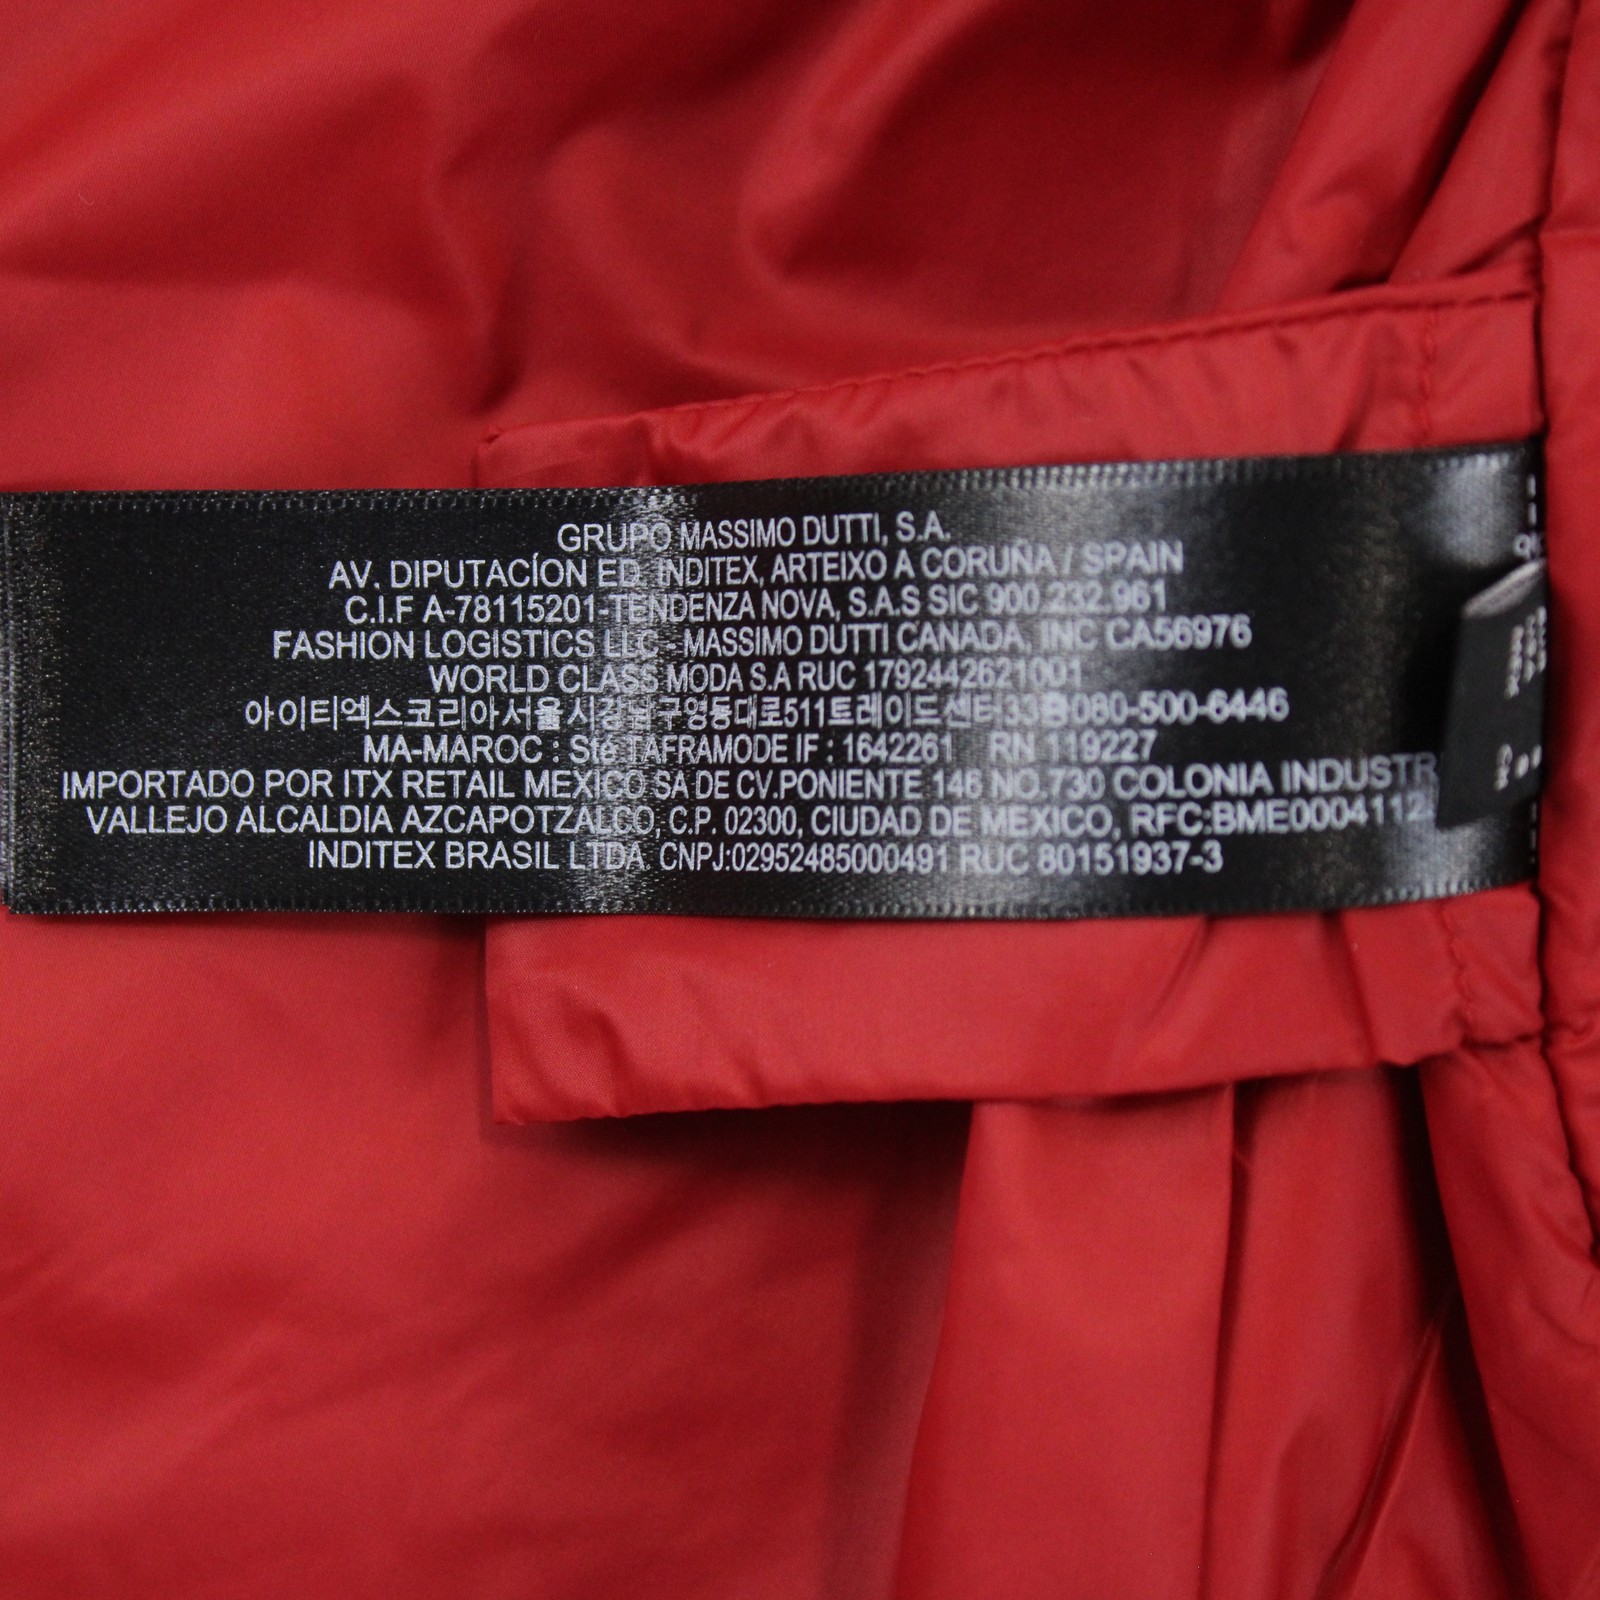 GRUPO MASSIMO DUTTI, S.A.
AV. DIPUTACÍON ED. INDITEX, ARTEIXO A CORUÑA / SPAIN
C.I.F A-78115201-TENDENZA NOVA, S.A.S SIC 900.232.961
FASHION LOGISTICS LLC - MASSIMO DUTTI CANADA, INC CA56976
WORLD CLASS MODA S.A RUC 1792442621001
아이티엑스코리아서울시강남구영동대로511트레이드센터33층080-500-6446
MA-MAROC : Sté TAFRAMODE IF : 1642261 RN 119227
IMPORTADO POR ITX RETAIL MEXICO SA DE CV.PONIENTE 146 NO.730 COLONIA INDUSTR
VALLEJO ALCALDIA AZCAPOTZALCO, C.P. 02300, CIUDAD DE MEXICO, RFC:BME0004112
INDITEX BRASIL LTDA. CNPJ:02952485000491 RUC 80151937-3